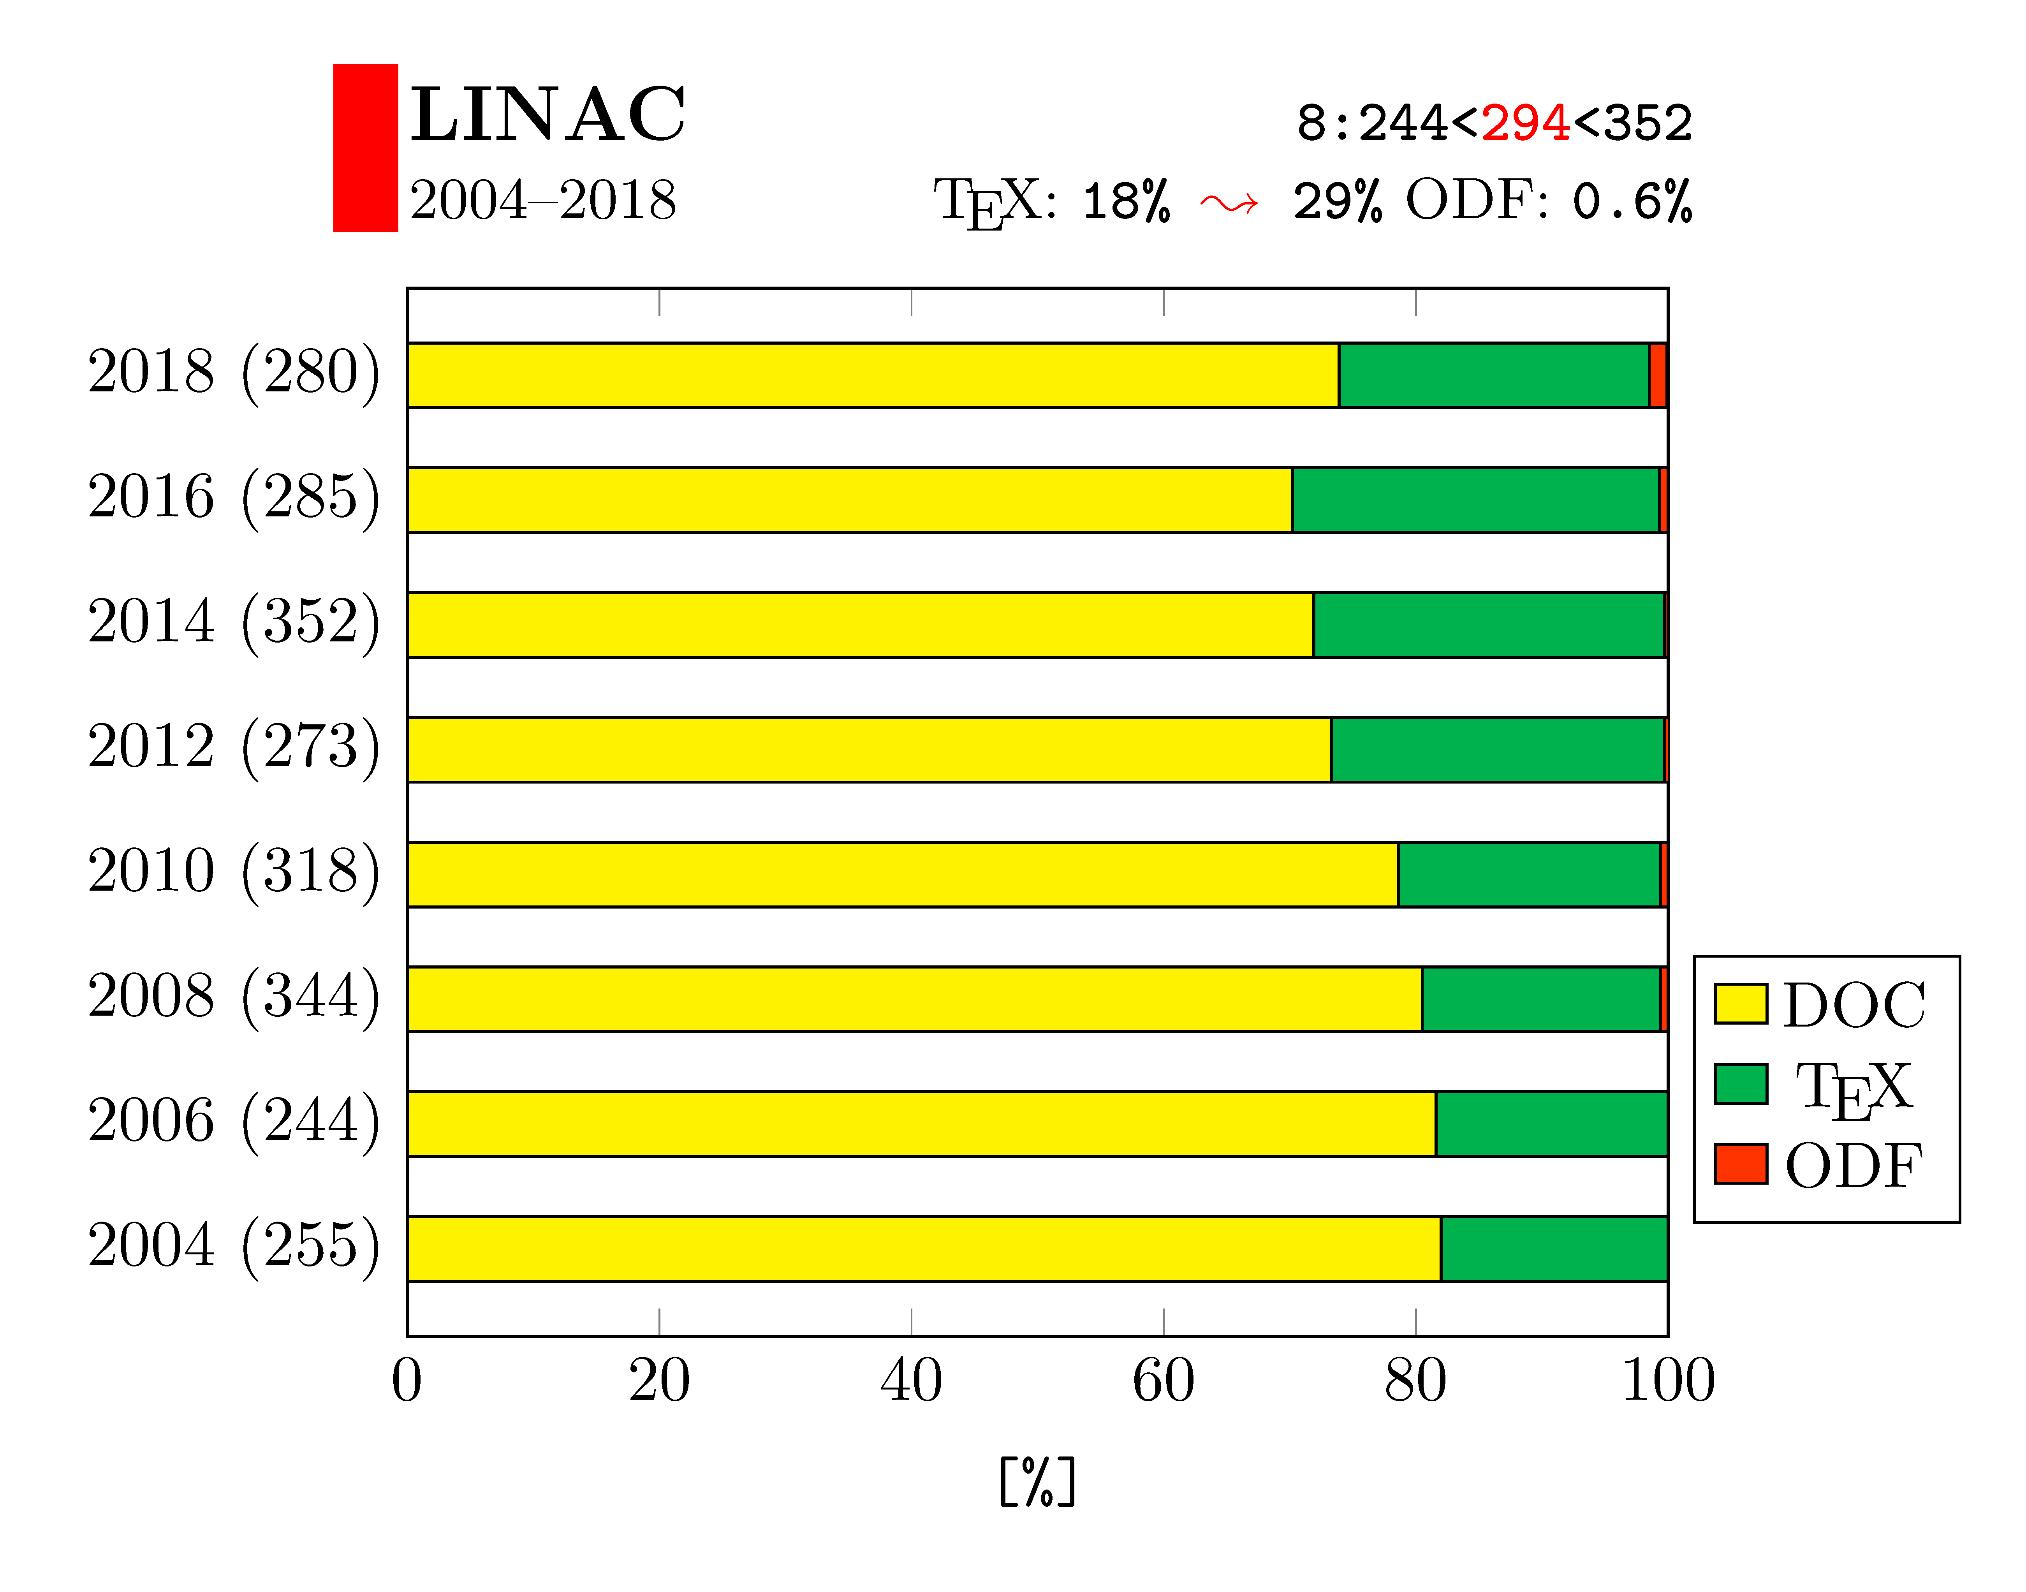 LINAC
2004–2018
8:244<294<352
TEX: 18% ⇝ 29% ODF: 0.6%
2018 (280)
2016 (285)
2014 (352)
2012 (273)
2010 (318)
2008 (344)
2006 (244)
2004 (255)
DOC
TEX
ODF
0 20 40 60 80 100
[%]